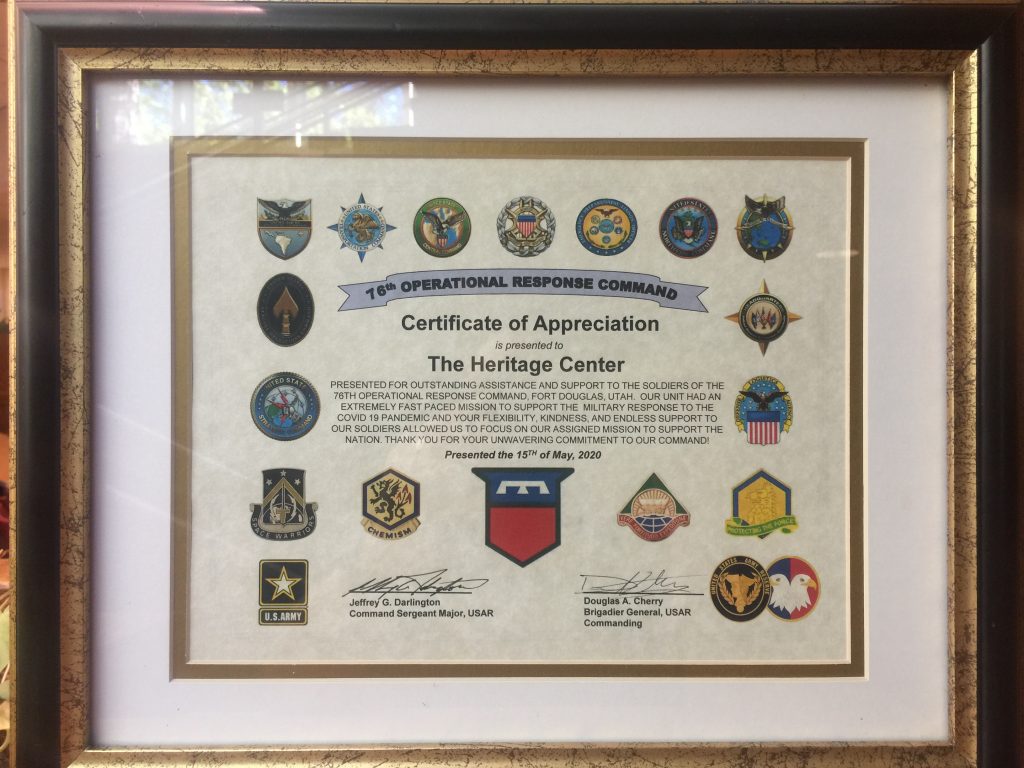 76th OPERATIONAL RESPONSE COMMAND
Certificate of Appreciation
is presented to
The Heritage Center
PRESENTED FOR OUTSTANDING ASSISTANCE AND SUPPORT TO THE SOLDIERS OF THE
76TH OPERATIONAL RESPONSE COMMAND, FORT DOUGLAS, UTAH. OUR UNIT HAD AN
EXTREMELY FAST PACED MISSION TO SUPPORT THE MILITARY RESPONSE TO THE
COVID 19 PANDEMIC AND YOUR FLEXIBILITY, KINDNESS, AND ENDLESS SUPPORT TO
OUR SOLDIERS ALLOWED US TO FOCUS ON OUR ASSIGNED MISSION TO SUPPORT THE
NATION. THANK YOU FOR YOUR UNWAVERING COMMITMENT TO OUR COMMAND!
Presented the 15TH of May, 2020
SPACE WARRIORS
CHEMISM
PROTECTING THE FORCE
U.S.ARMY
UNITED STATES ARMY RESERVE
Jeffrey G. Darlington
Command Sergeant Major, USAR
Douglas A. Cherry
Brigadier General, USAR
Commanding